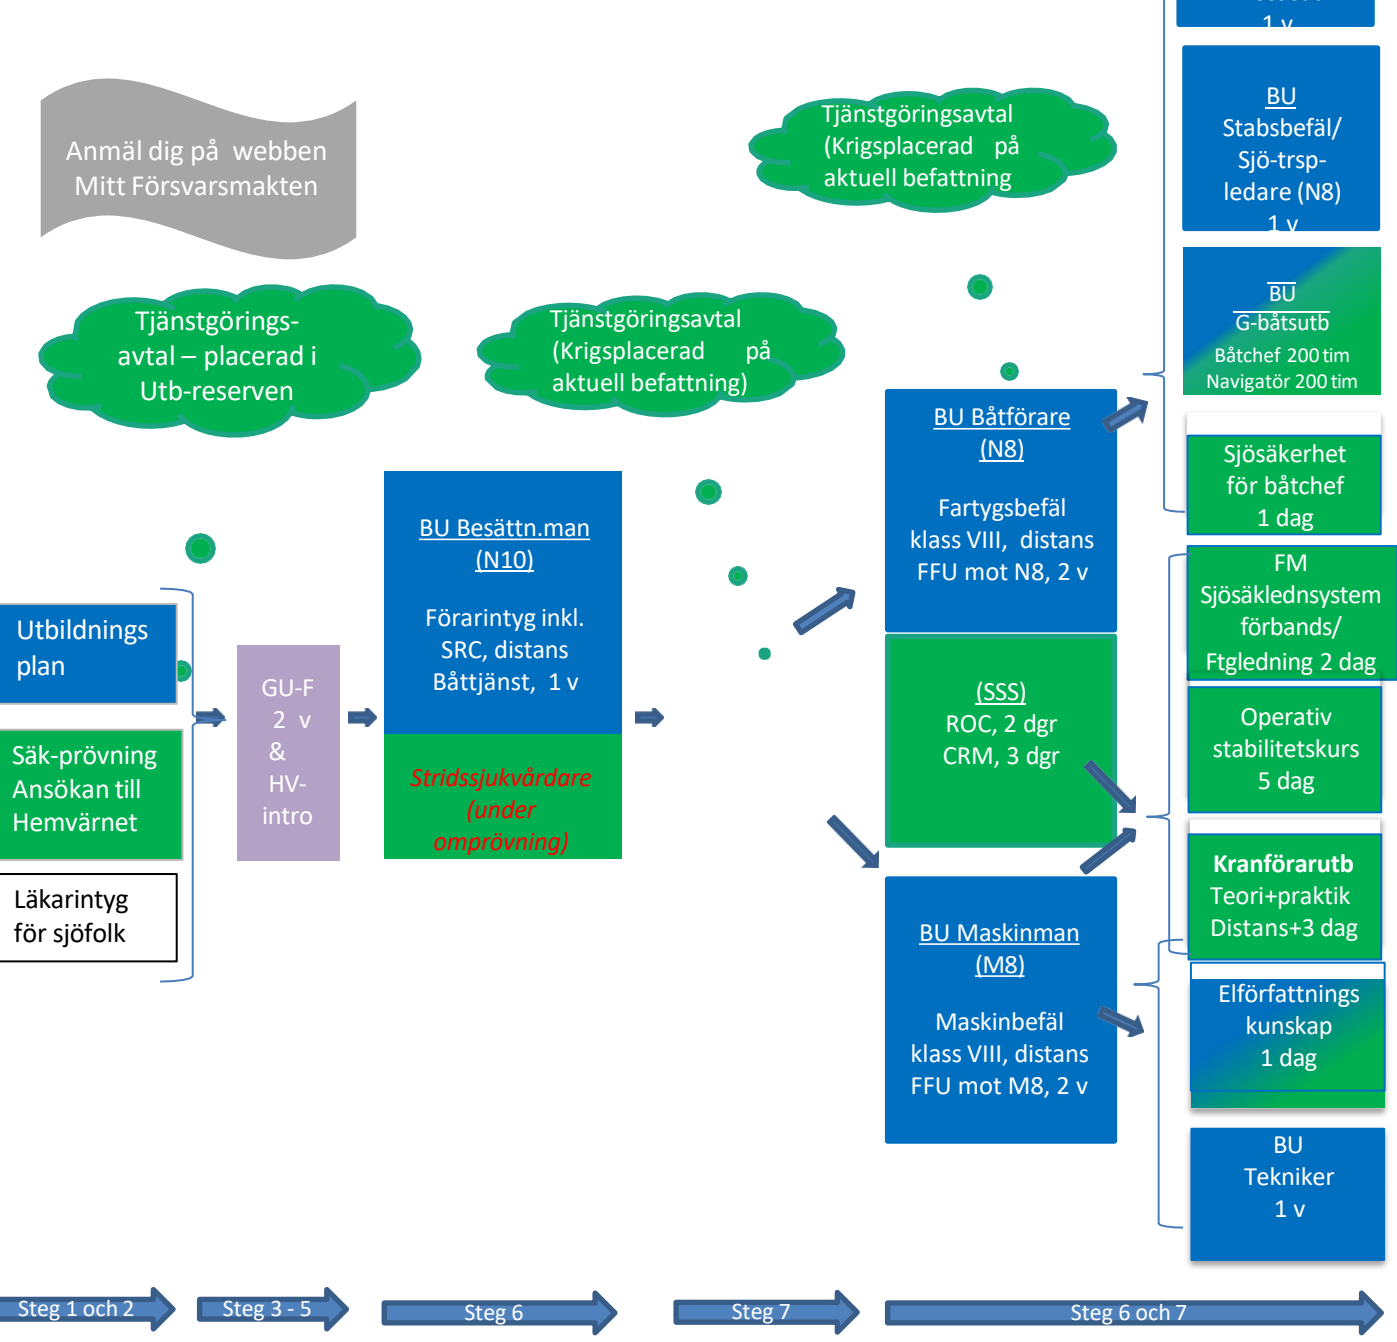 1 v
Anmäl dig på webben
Mitt Försvarsmakten
Tjänstgöringsavtal
(Krigsplacerad på
aktuell befattning
BU
Stabsbefäl/
Sjö-trsp-
ledare (N8)
1 v
Tjänstgörings-
avtal – placerad i
Utb-reserven
Tjänstgöringsavtal
(Krigsplacerad på
aktuell befattning)
BU
G-båtsutb
Båtchef 200 tim
Navigatör 200 tim
BU Båtförare
(N8)
Fartygsbefäl
klass VIII, distans
FFU mot N8, 2 v
Sjösäkerhet
för båtchef
1 dag
BU Besättn.man
(N10)
Förarintyg inkl.
SRC, distans
Båttjänst, 1 v
Stridssjukvårdare
(under
omprövning)
FM
Sjösäklednsystem
förbands/
Ftgledning 2 dag
Utbildnings
plan
Säk-prövning
Ansökan till
Hemvärnet
Läkarintyg
för sjöfolk
GU-F
2 v
&
HV-
intro
(SSS)
ROC, 2 dgr
CRM, 3 dgr
Operativ
stabilitetskurs
5 dag
Kranförarutb
Teori+praktik
Distans+3 dag
BU Maskinman
(M8)
Maskinbefäl
klass VIII, distans
FFU mot M8, 2 v
Elförfattnings
kunskap
1 dag
BU
Tekniker
1 v
Steg 1 och 2
Steg 3 - 5
Steg 6
Steg 7
Steg 6 och 7